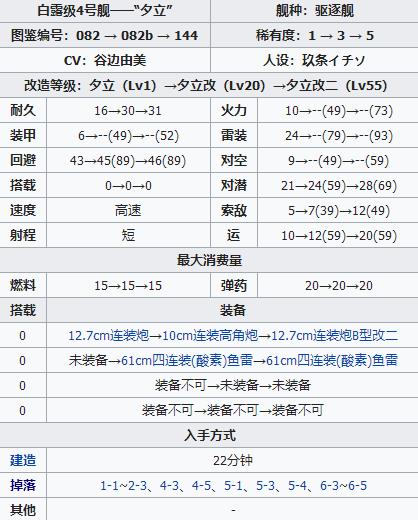 白露级4号舰——“夕立” 舰种：驱逐舰
图鉴编号：082 → 082b → 144 稀有度：1 → 3 → 5
CV：谷边由美 人设：玖条イチソ
改造等级：夕立（Lv1）→夕立改（Lv20）→夕立改二（Lv55）
耐久 16→30→31 火力 10→--(49)→--(73)
装甲 6→--(49)→--(52) 雷装 24→--(79)→--(93)
回避 43→45(89)→46(89) 对空 9→--(49)→--(59)
搭载 0→0→0 对潜 21→24(59)→28(69)
速度 高速 索敌 5→7(39)→12(49)
射程 短 运 10→12(59)→20(59)
最大消费量
燃料 15→15→15 弹药 20→20→20
搭载 装备
0 12.7cm连装炮→10cm连装高角炮→12.7cm连装炮B型改二
0 未装备→61cm四连装(酸素)鱼雷→61cm四连装(酸素)鱼雷
0 装备不可→未装备→未装备
0 装备不可→装备不可→装备不可
入手方式
建造 22分钟
掉落 1-1~2-3、4-3、4-5、5-1、5-3、5-4、6-3~6-5
其他 -